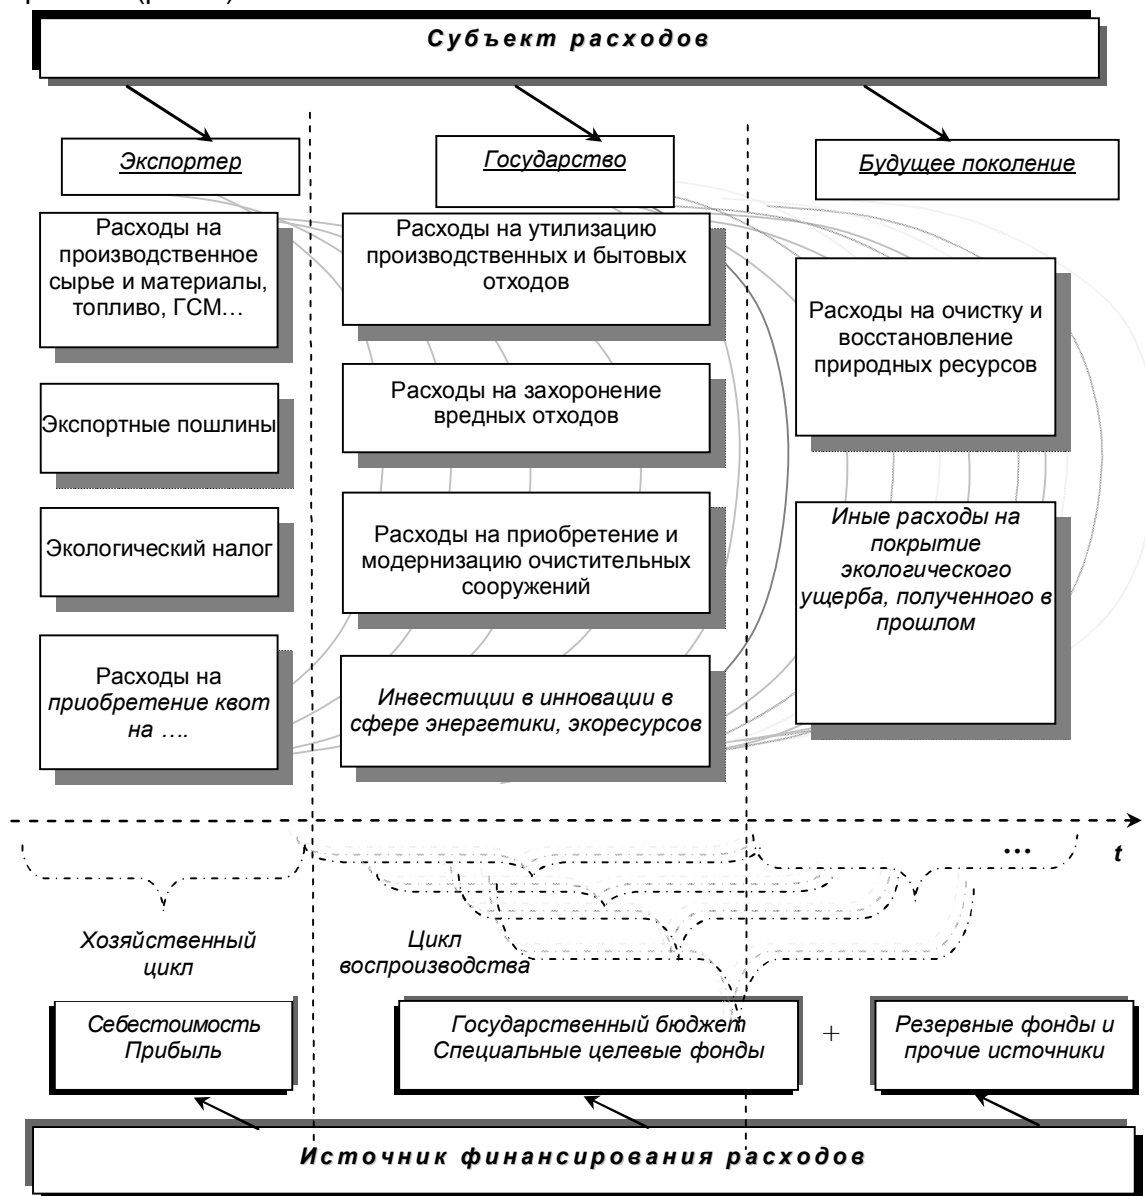 Субъект расходов
Экспортер
Государство
Будущее поколение
Расходы на
производственное
сырье и материалы,
топливо, ГСМ…
Экспортные пошлины
Экологический налог
Расходы на
приобретение квот
на ….
Расходы на утилизацию
производственных и бытовых
отходов
Расходы на захоронение
вредных отходов
Расходы на приобретение и
модернизацию очистительных
сооружений
Инвестиции в инновации в
сфере энергетики, экоресурсов
Расходы на очистку и
восстановление
природных ресурсов
Иные расходы на
покрытие
экологического
ущерба, полученного в
прошлом
...
t
Хозяйственный
цикл
Цикл
воспроизводства
Себестоимость
Прибыль
Государственный бюджет
Специальные целевые фонды
+
Резервные фонды и
прочие источники
Источник финансирования расходов